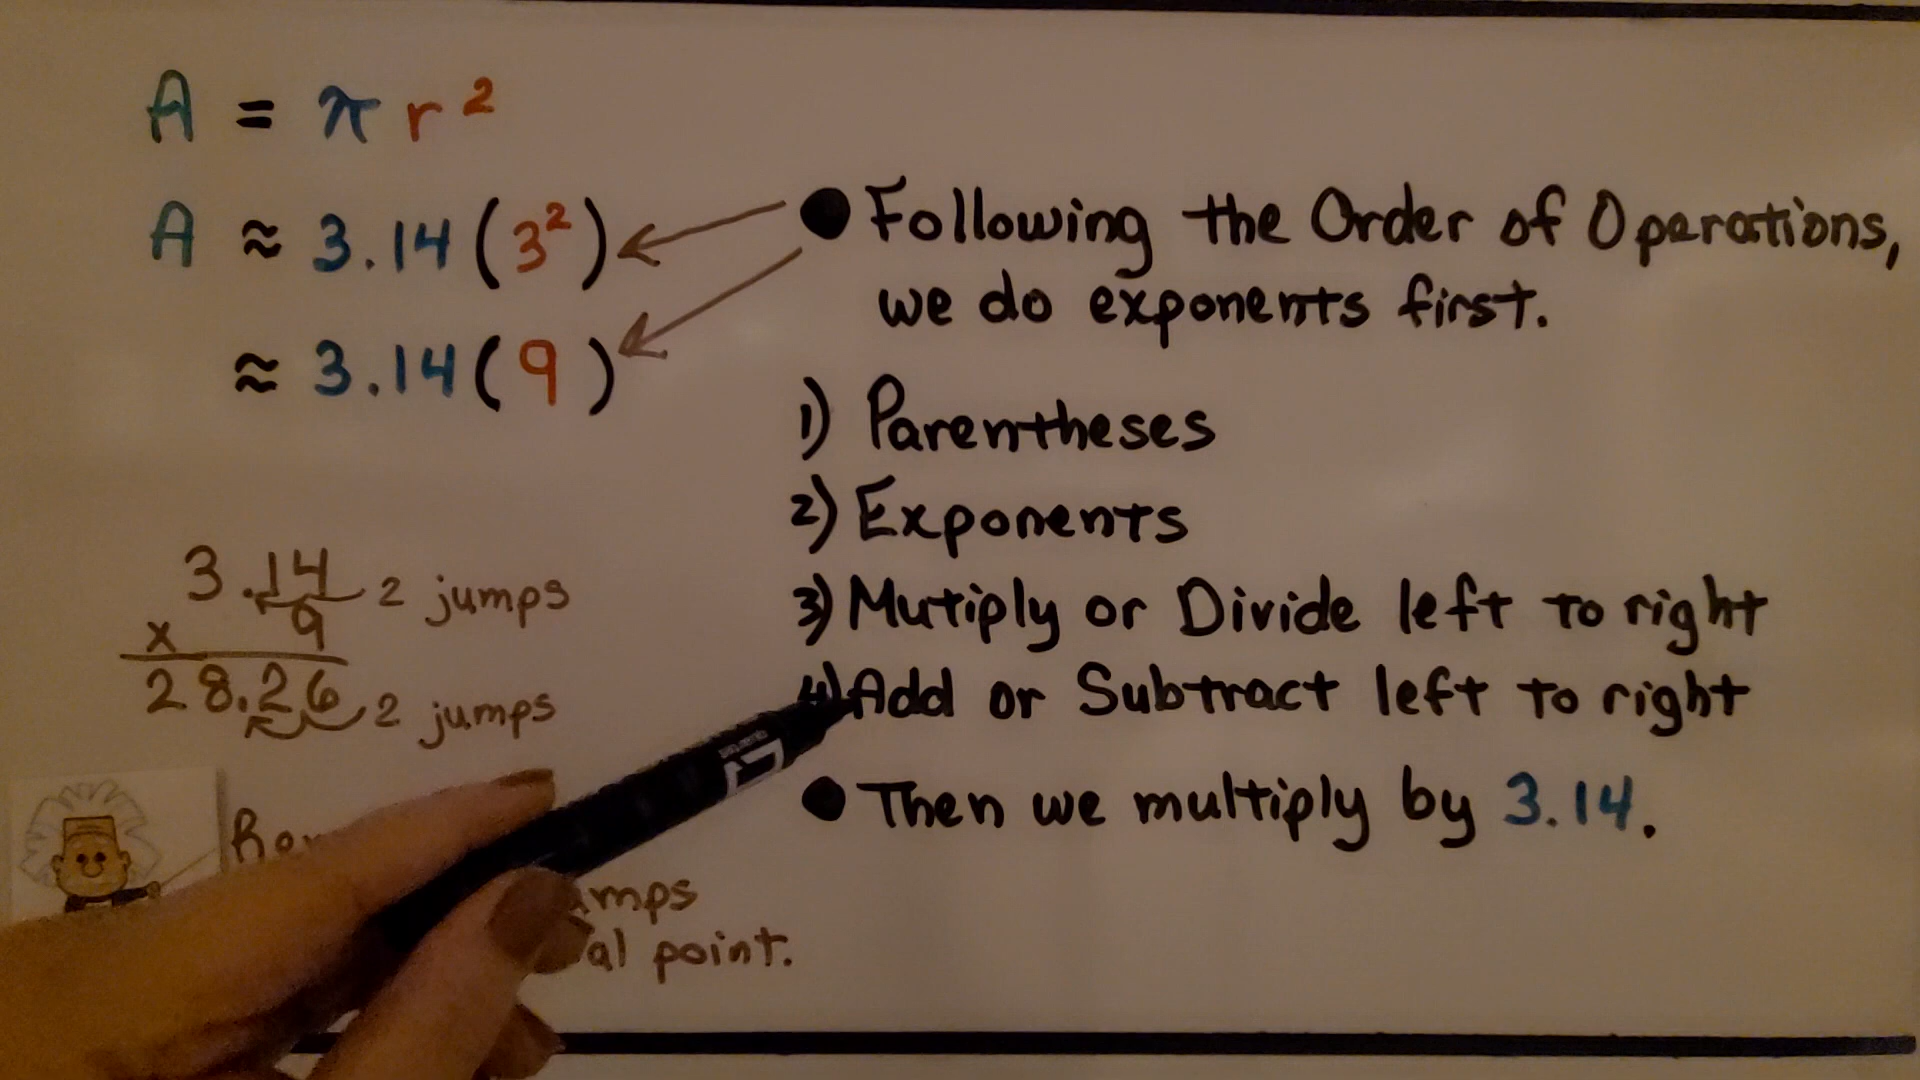 A = π r²
A ≈ 3.14 (3²)
≈ 3.14 (9)
● Following the Order of Operations,
we do exponents first.
1) Parentheses
2) Exponents
3) Mutiply or Divide left to right
4) Add or Subtract left to right
● Then we multiply by 3.14.
3.14 2 jumps
x 9
28.26 2 jumps
point.